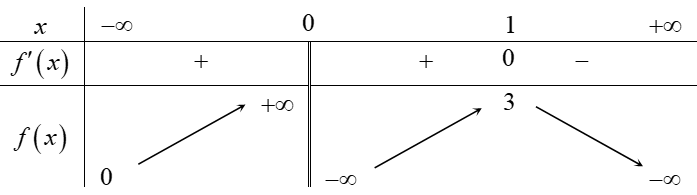 x −∞ 0 1 +∞
f′(x) + + 0 −
+∞ 3
f(x)
0 −∞ −∞